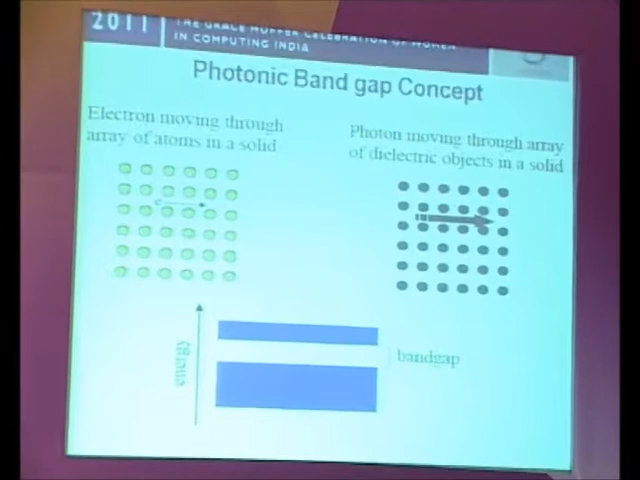 2011
THE GRACE HOPPER CELEBRATION OF WOMEN
IN COMPUTING INDIA
Photonic Band gap Concept
Electron moving through
array of atoms in a solid
Photon moving through array
of dielectric objects in a solid
e
energy
bandgap